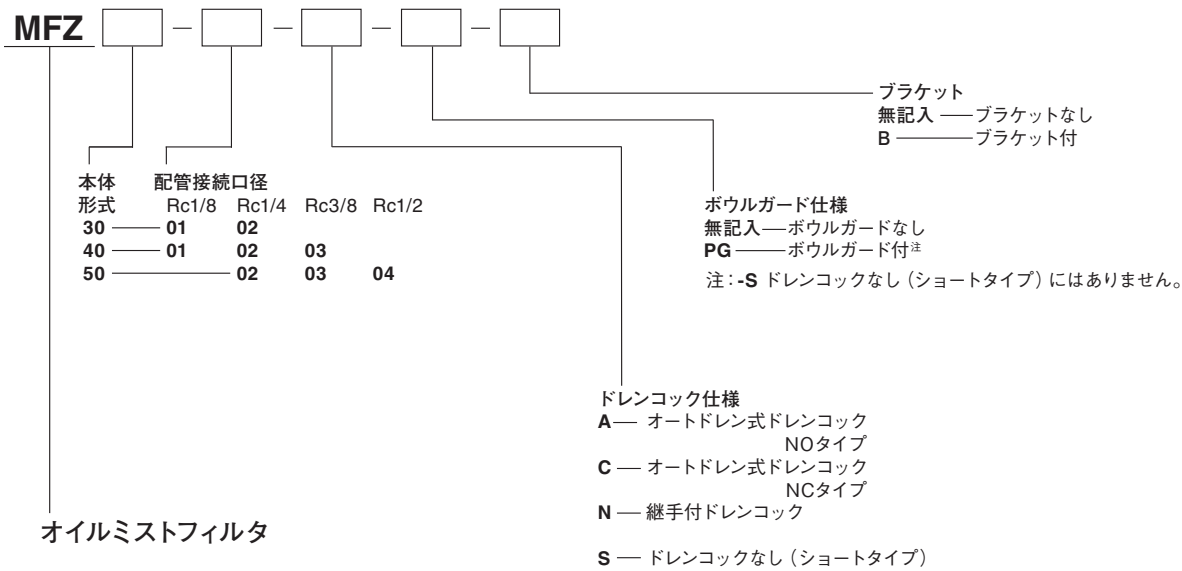 MFZ □ - □ - □ - □ - □
ブラケット
無記入 ── ブラケットなし
B ──── ブラケット付
本体
形式
配管接続口径
Rc1/8 Rc1/4 Rc3/8 Rc1/2
30 ── 01 02
40 ── 01 02 03
50 ──── 02 03 04
ボウルガード仕様
無記入──ボウルガードなし
PG ───ボウルガード付注
注：-S ドレンコックなし（ショートタイプ）にはありません。
ドレンコック仕様
A── オートドレン式ドレンコック
NOタイプ
C ── オートドレン式ドレンコック
NCタイプ
N ── 継手付ドレンコック
S ── ドレンコックなし（ショートタイプ）
オイルミストフィルタ